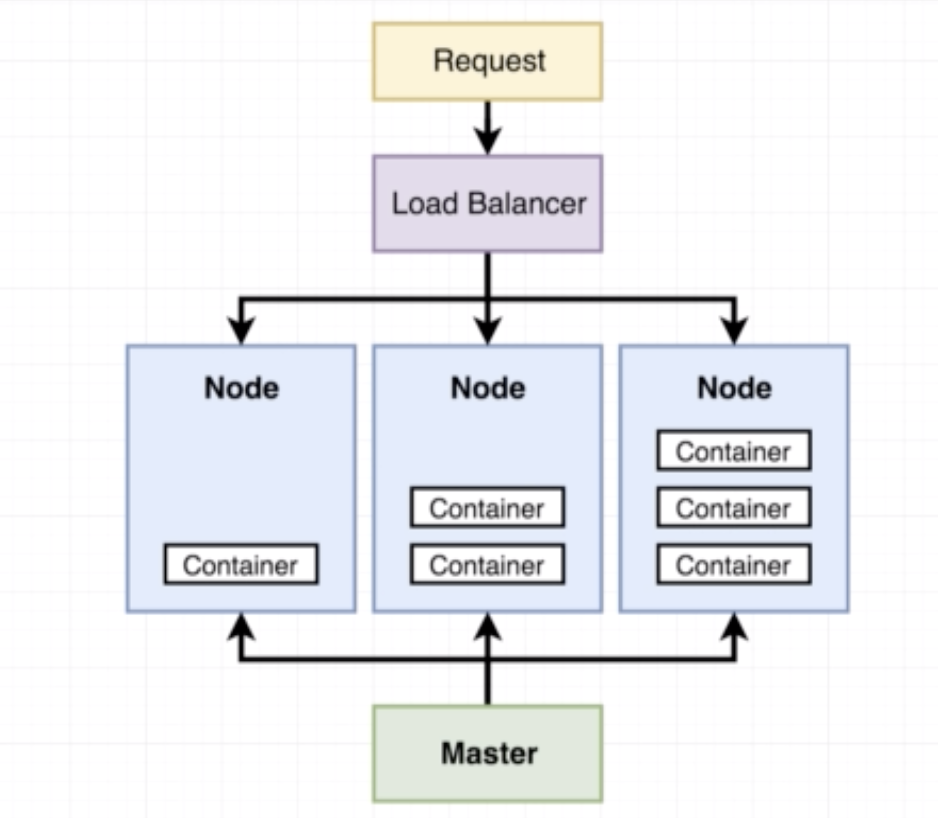 Request
Load Balancer
Node
Container
Node
Container
Container
Node
Container
Container
Container
Master